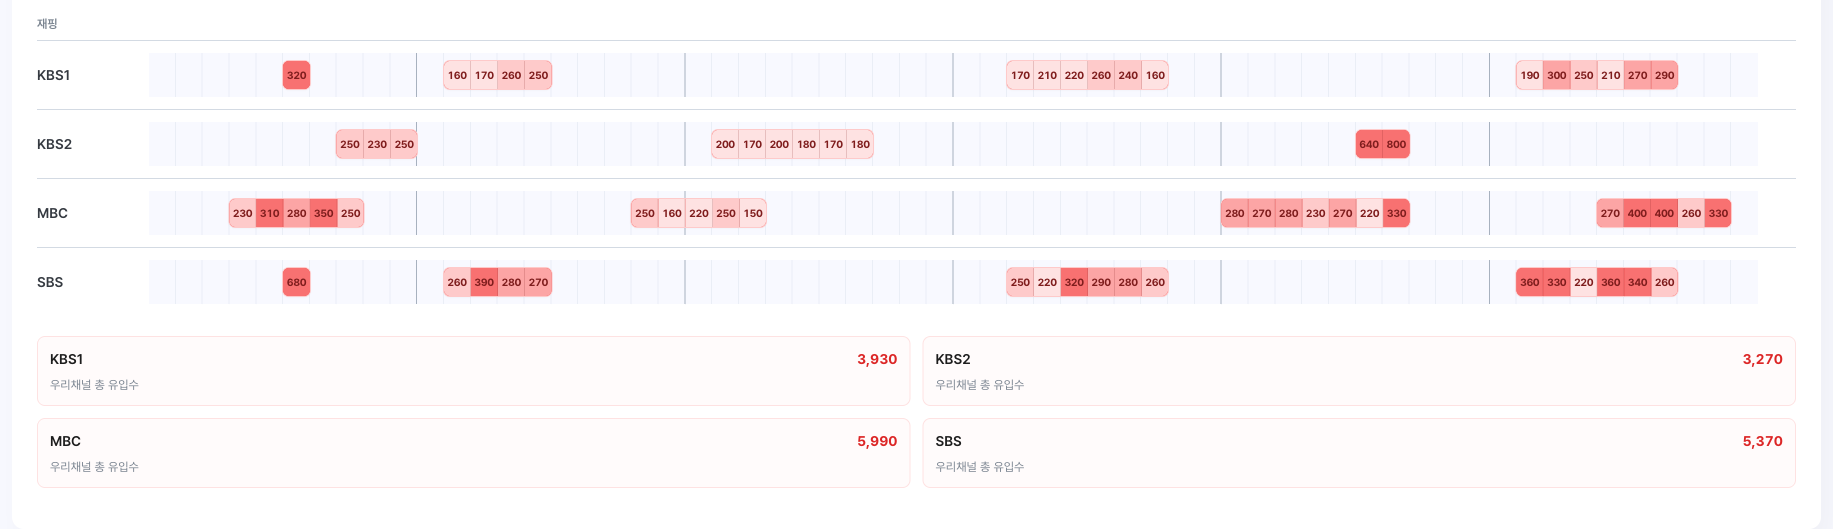 재핑
KBS1 320 160 170 260 250 170 210 220 260 240 160 190 300 250 210 270 290
KBS2 250 230 250 200 170 200 180 170 180 640 800
MBC 230 310 280 350 250 250 160 220 250 150 280 270 280 230 270 220 330 270 400 400 260 330
SBS 680 260 390 280 270 250 220 320 290 280 260 360 330 220 360 340 260
KBS1 3,930
우리채널 총 유입수
KBS2 3,270
우리채널 총 유입수
MBC 5,990
우리채널 총 유입수
SBS 5,370
우리채널 총 유입수